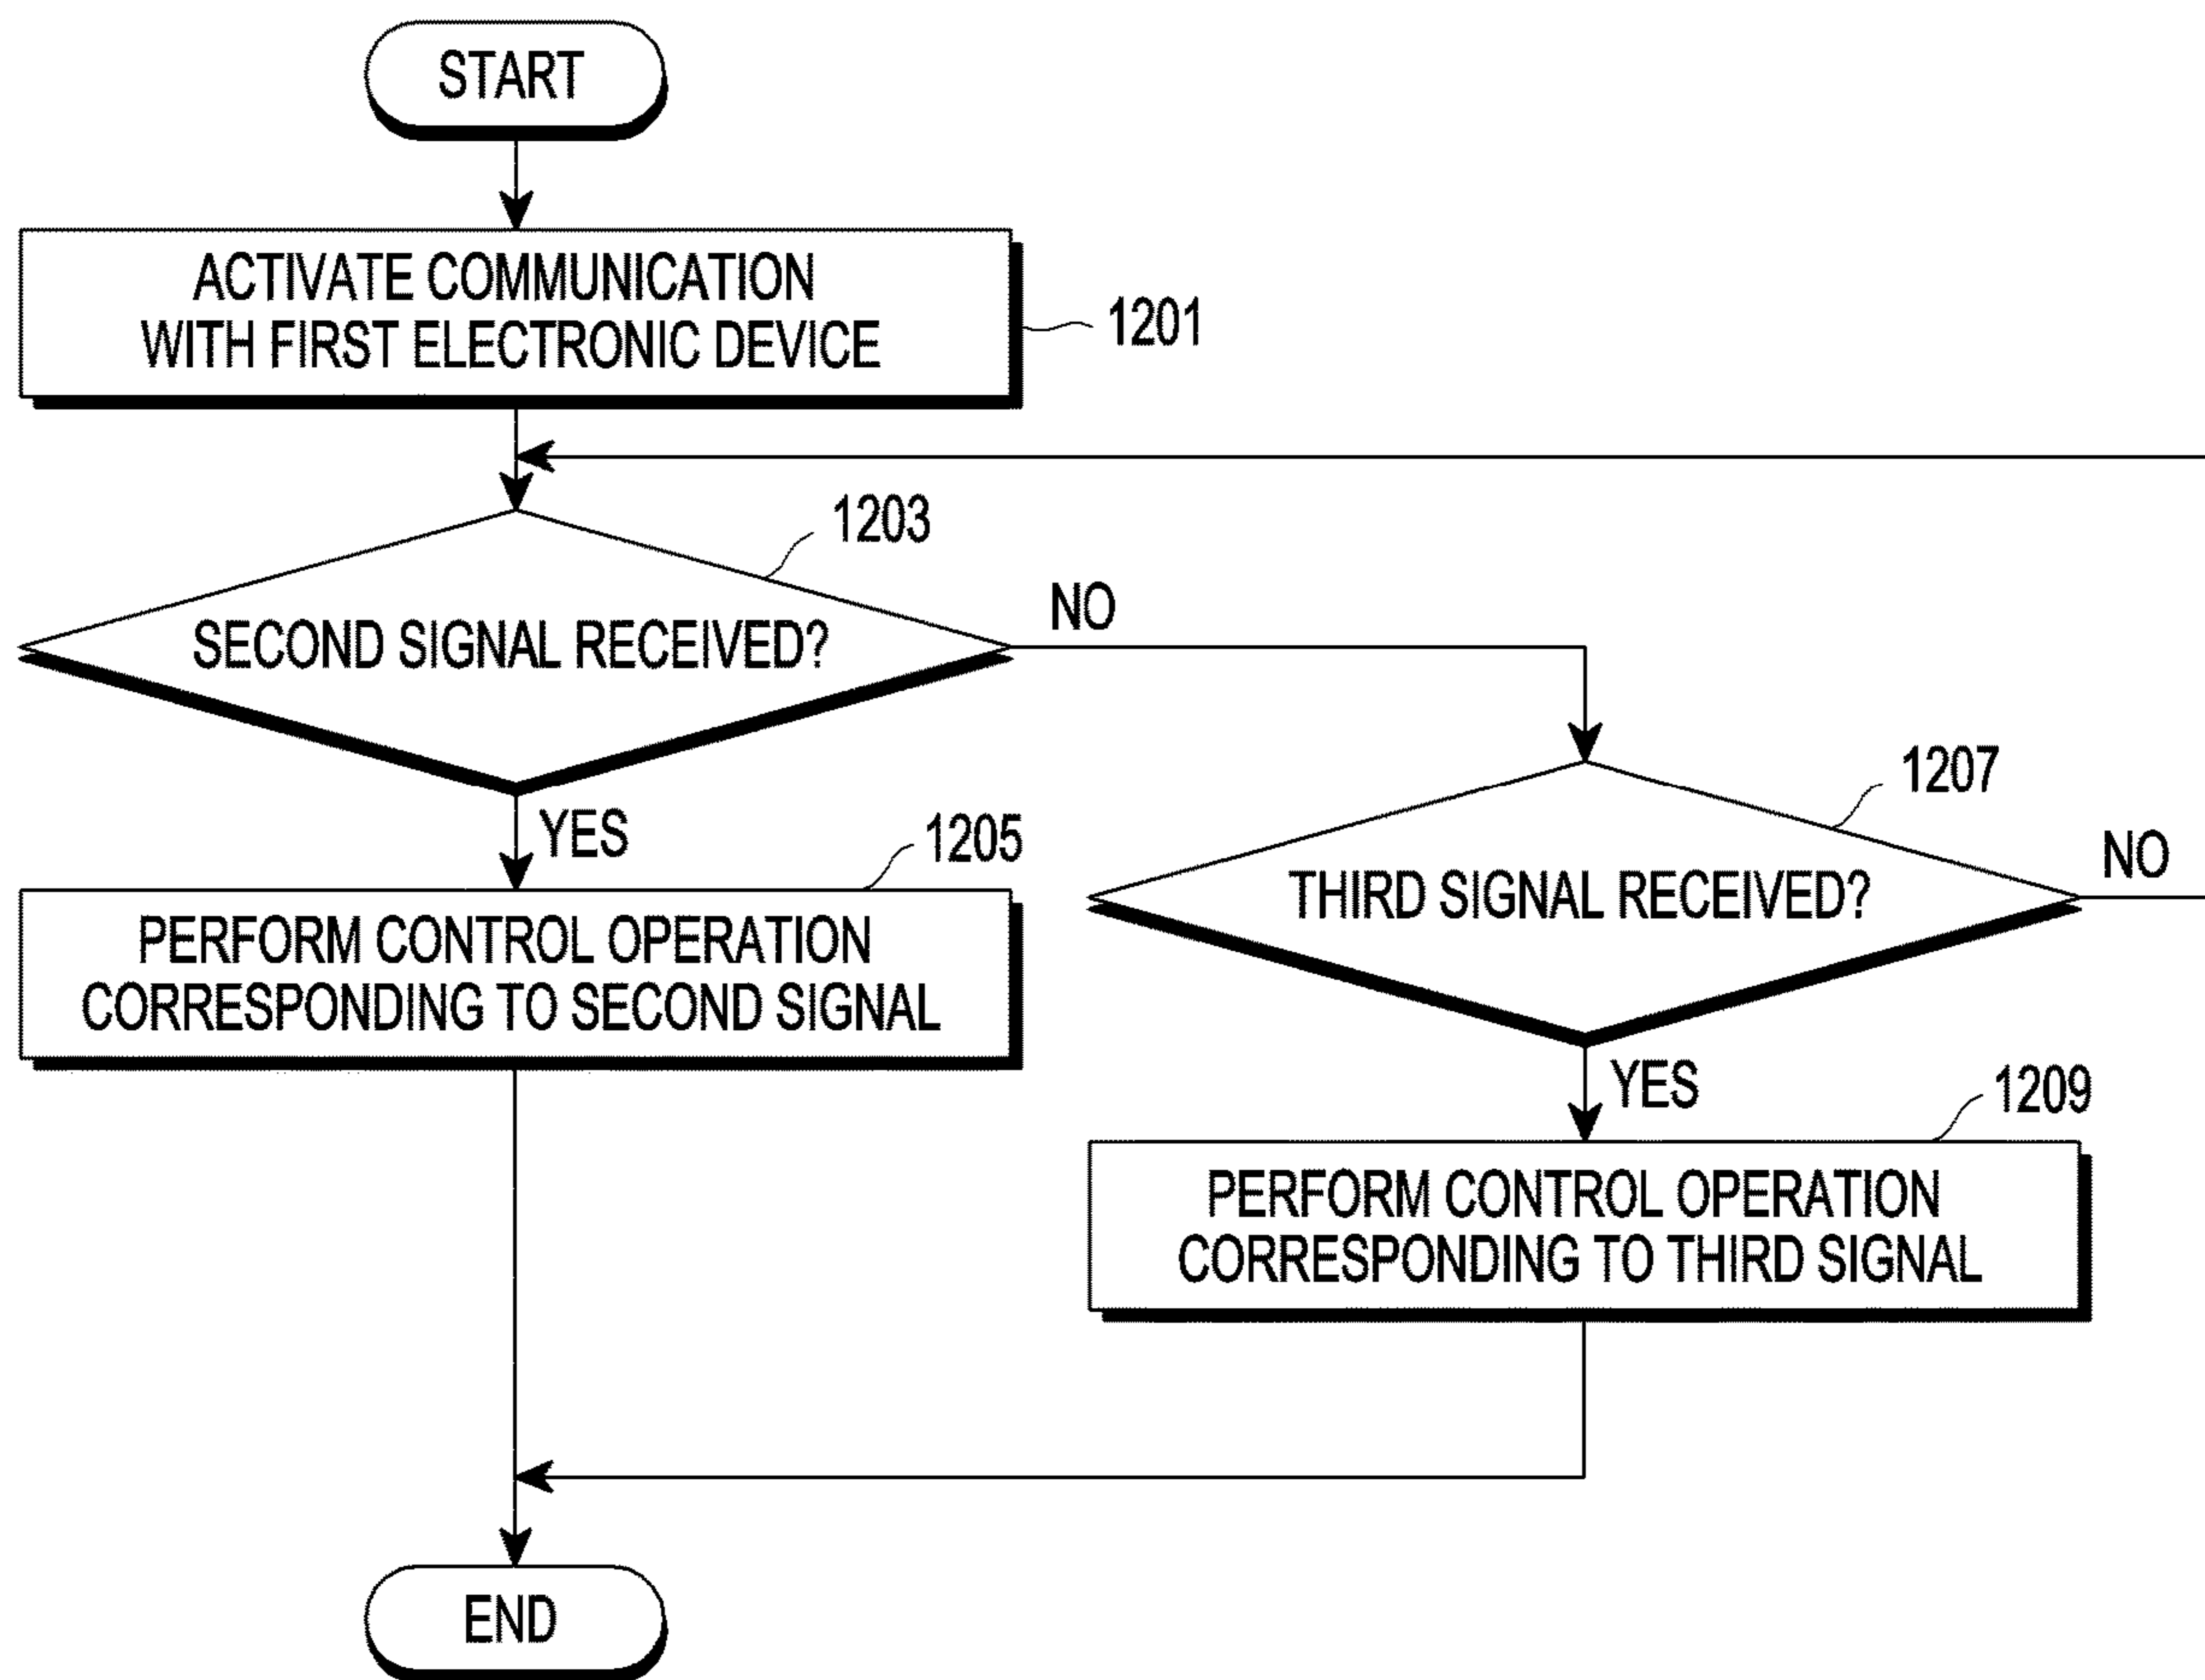 START
ACTIVATE COMMUNICATION
WITH FIRST ELECTRONIC DEVICE
1201
1203
SECOND SIGNAL RECEIVED?
NO
YES
1205
PERFORM CONTROL OPERATION
CORRESPONDING TO SECOND SIGNAL
1207
THIRD SIGNAL RECEIVED?
NO
YES
1209
PERFORM CONTROL OPERATION
CORRESPONDING TO THIRD SIGNAL
END